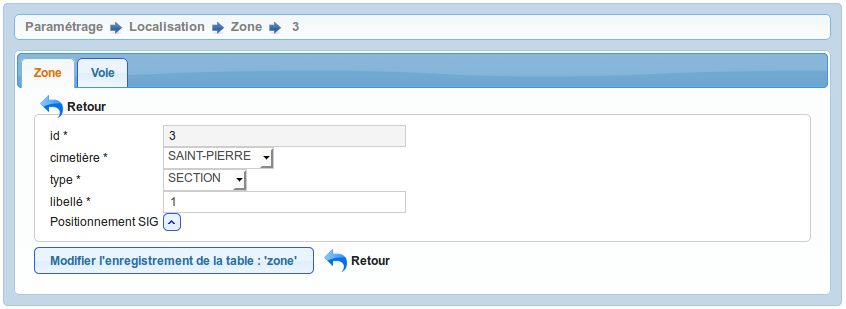 Paramétrage Localisation Zone 3
Zone Voie
Retour
id * 3
cimetière * SAINT-PIERRE
type * SECTION
libellé * 1
Positionnement SIG
Modifier l'enregistrement de la table : 'zone' Retour